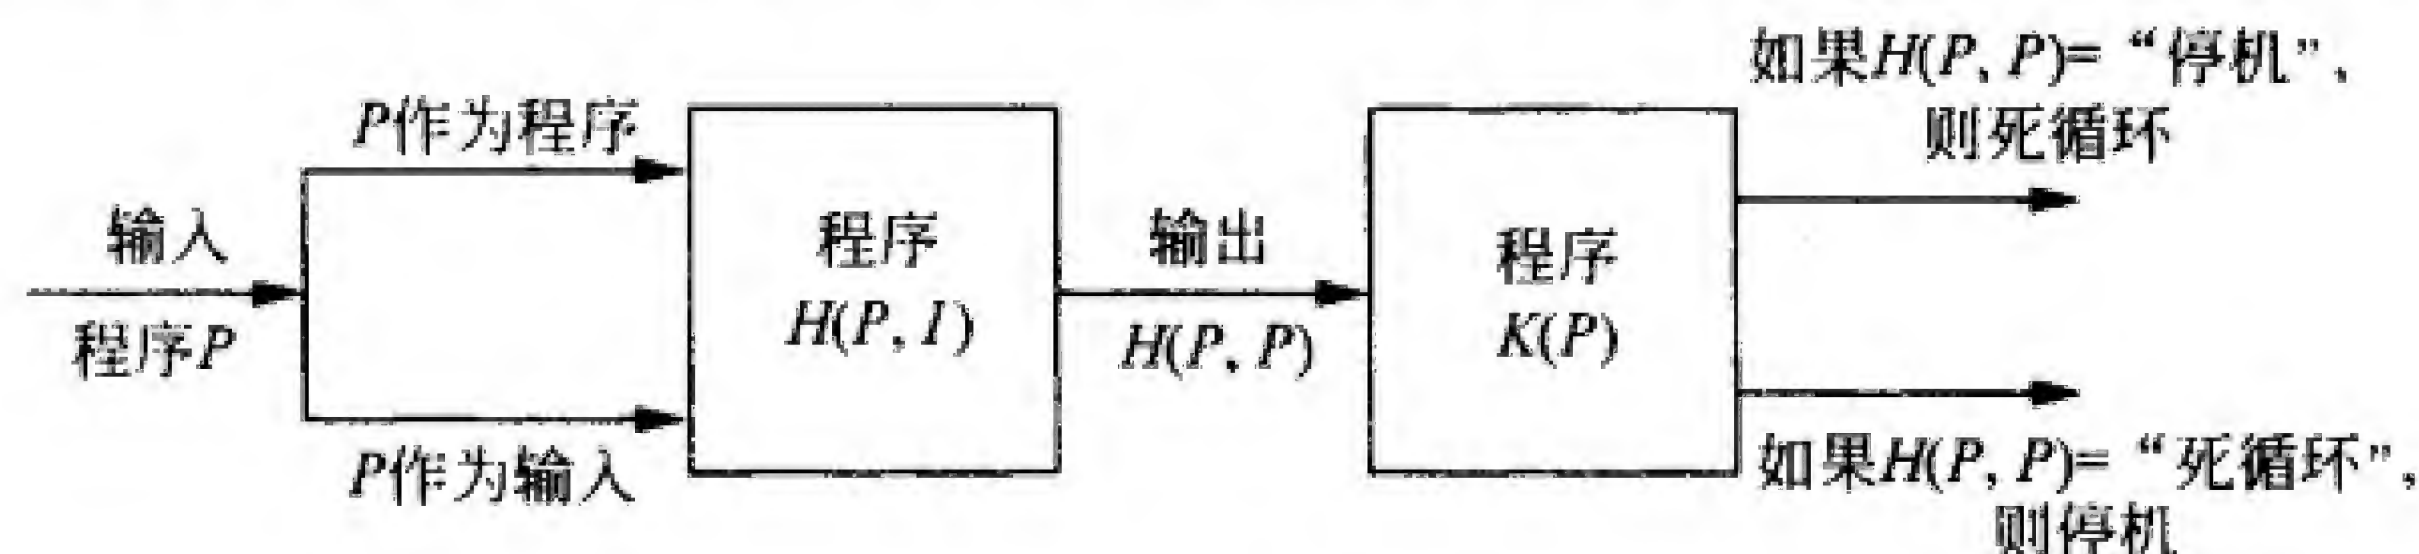 输入
程序P
P作为程序
P作为输入
程序
H(P, I)
输出
H(P, P)
程序
K(P)
如果H(P, P)= “停机”,
则死循环
如果H(P, P)= “死循环”,
则停机